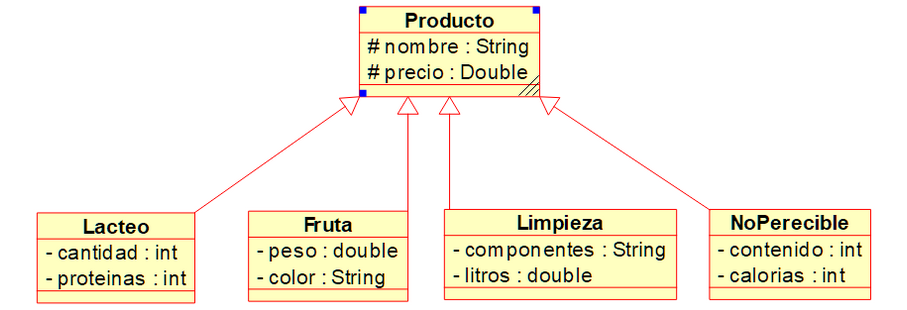 Producto
# nombre : String
# precio : Double
Lacteo
- cantidad : int
- proteinas : int
Fruta
- peso : double
- color : String
Limpieza
- componentes : String
- litros : double
NoPerecible
- contenido : int
- calorias : int